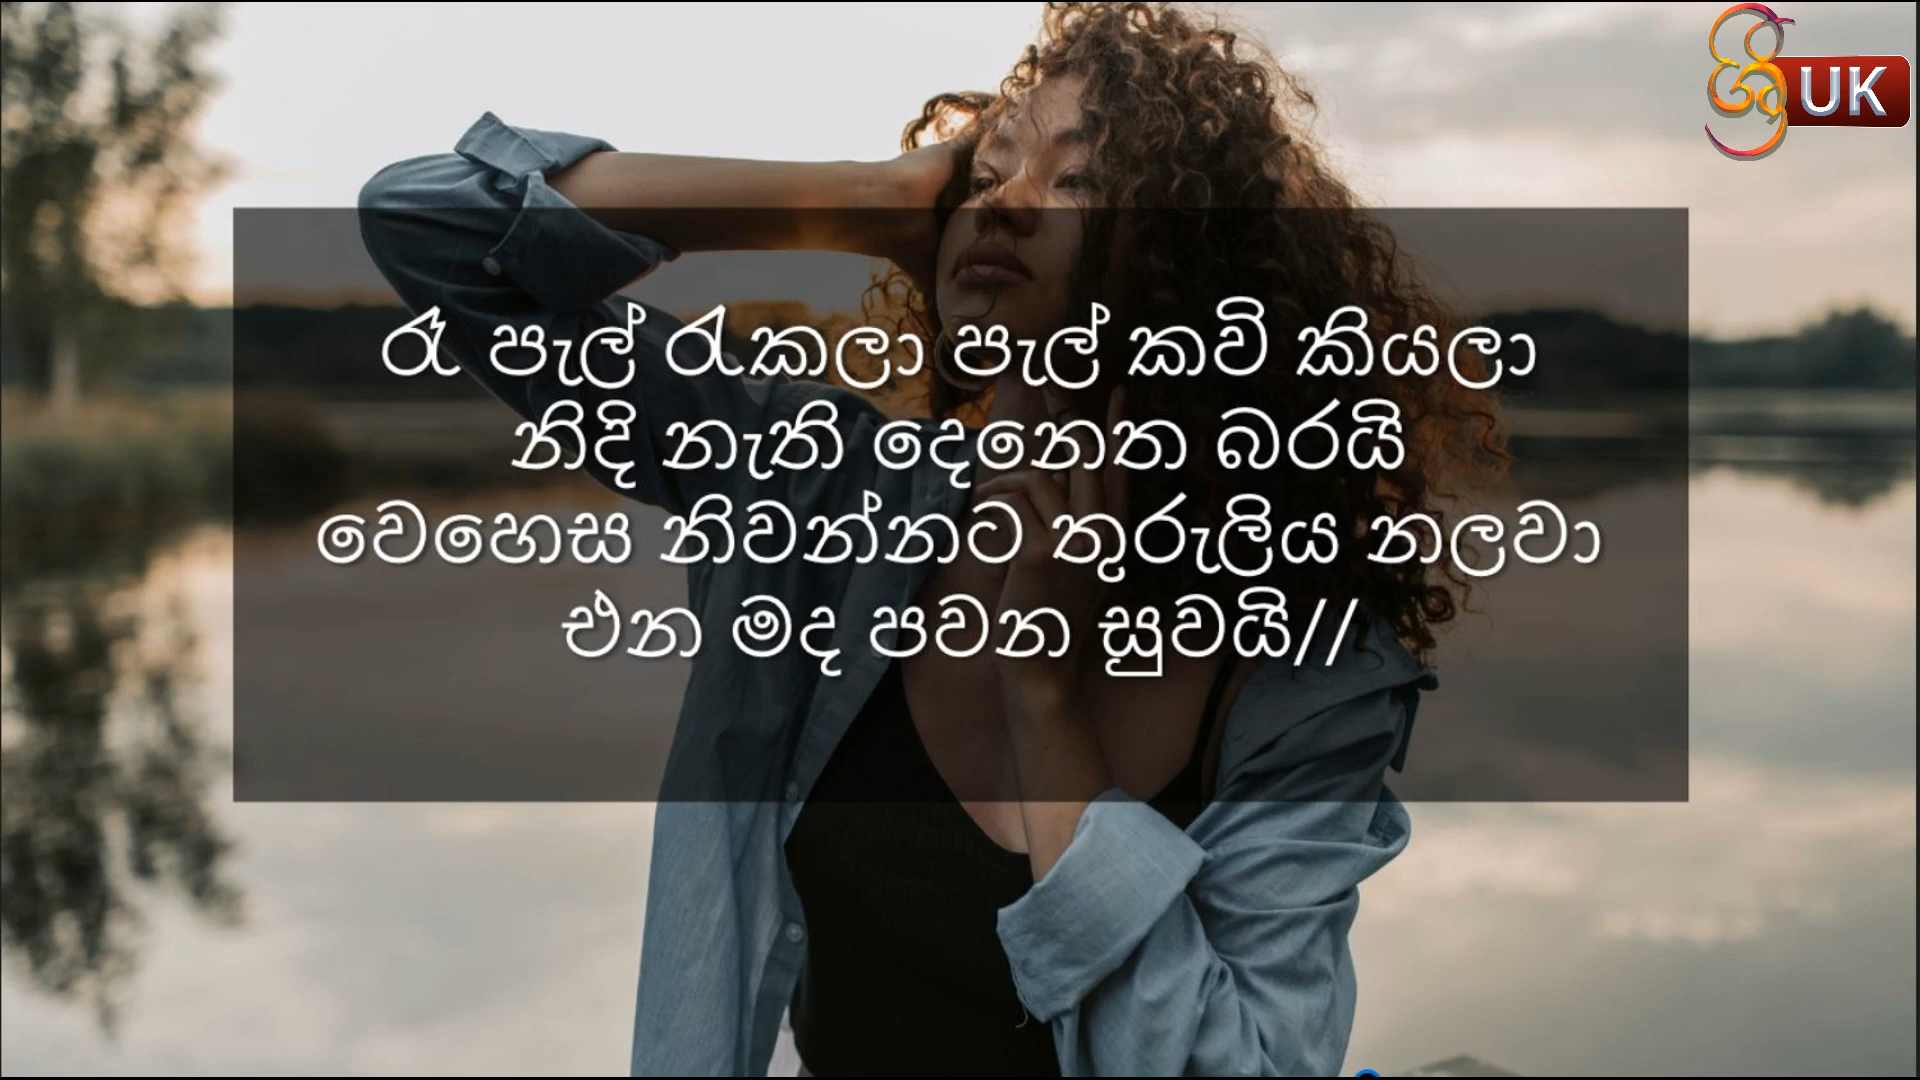 ශ්‍රී UK
රෑ පැල් රැකලා පැල් කවි කියලා
නිදි නැති දෙනෙත බරයි
වෙහෙස නිවන්නට තුරුලිය නලවා
එන මද පවන සුවයි//